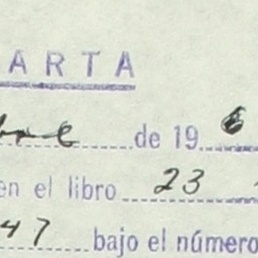 ARTA
bre de 19 6
en el libro 23
47 bajo el número